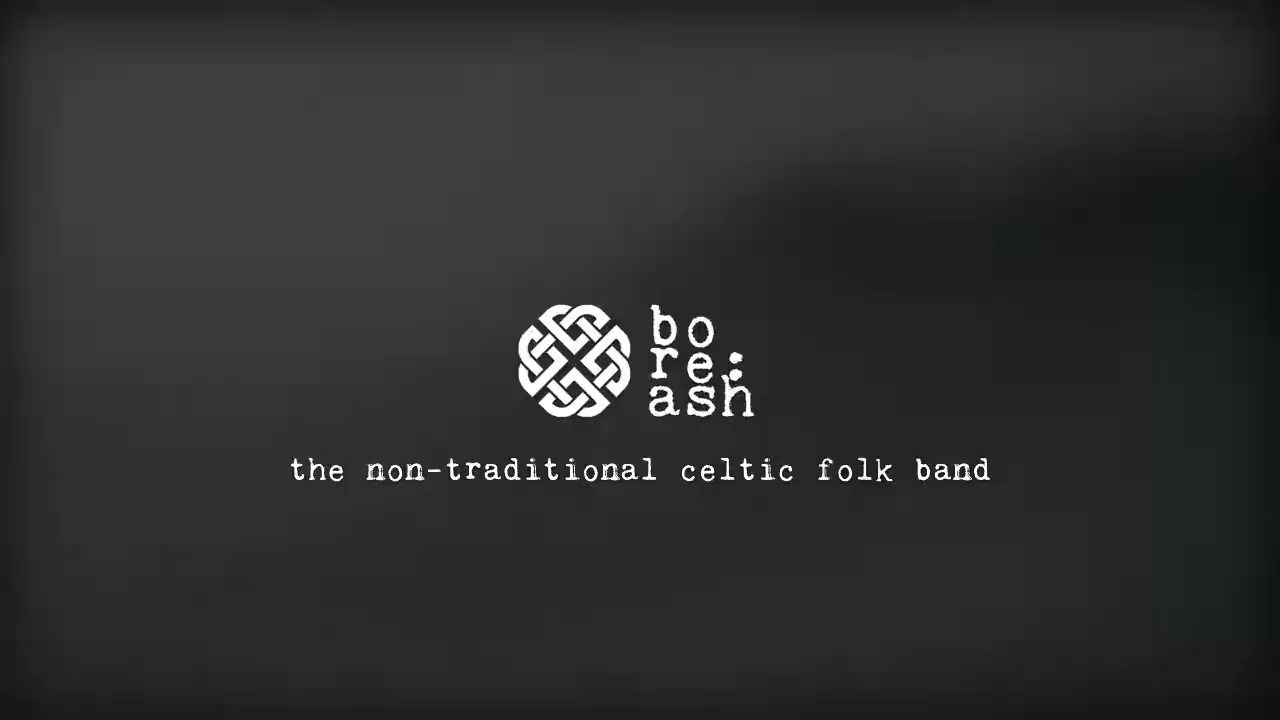 bo
re:
ash
the non-traditional celtic folk band